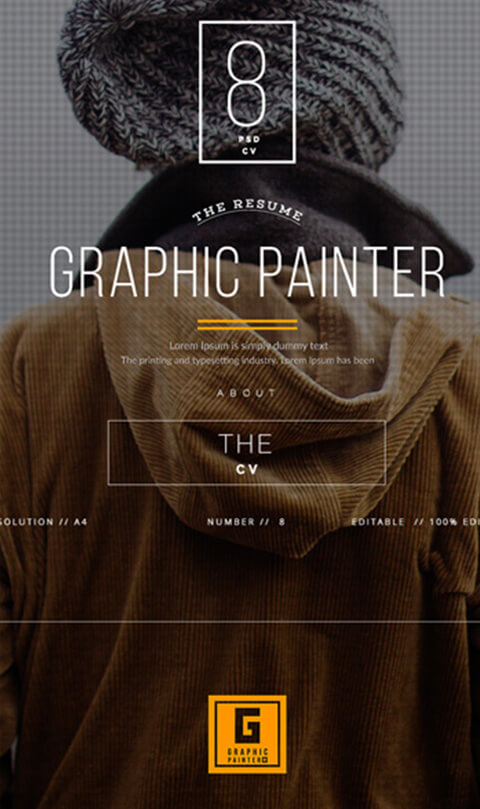 8
PSD
CV
THE RESUME
GRAPHIC PAINTER
Lorem Ipsum is simply dummy text
The printing and typesetting industry. Lorem Ipsum has been
ABOUT
THE
CV
SOLUTION // A4 NUMBER // 8 EDITABLE // 100% EDI
G
GRAPHIC
PAINTER